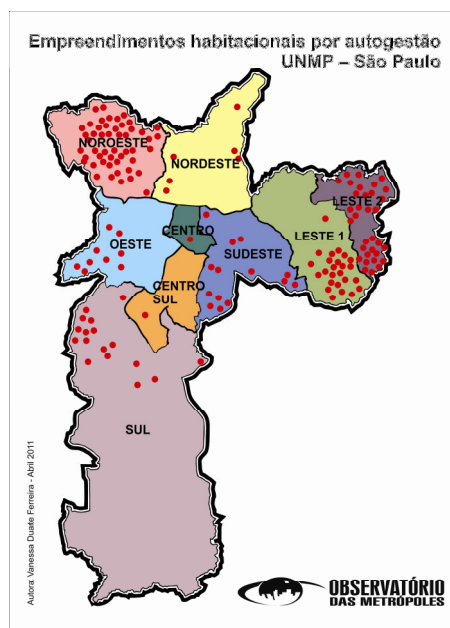 Empreendimentos habitacionais por autogestão
UNMP – São Paulo
NOROESTE
NORDESTE
LESTE 2
CENTRO
LESTE 1
OESTE
SUDESTE
CENTRO
SUL
SUL
Autora: Vanessa Duarte Ferreira - Abril 2011
OBSERVATÓRIO
DAS METRÓPOLES